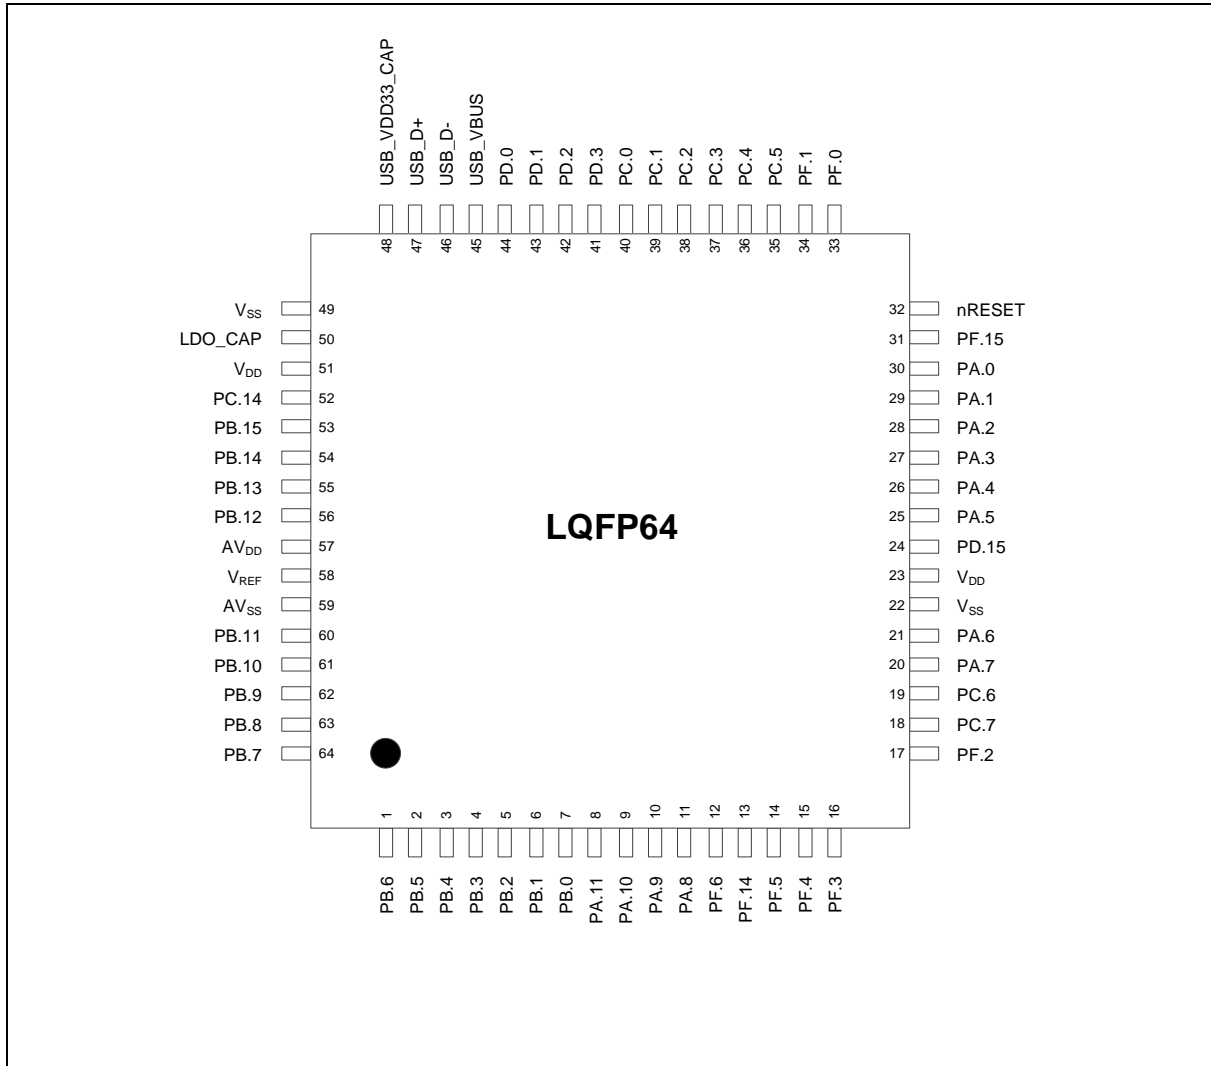 USB_VDD33_CAP
USB_D+
USB_D-
USB_VBUS
PD.0
PD.1
PD.2
PD.3
PC.0
PC.1
PC.2
PC.3
PC.4
PC.5
PF.1
PF.0
48
47
46
45
44
43
42
41
40
39
38
37
36
35
34
33
VSS 49
LDO_CAP 50
VDD 51
PC.14 52
PB.15 53
PB.14 54
PB.13 55
PB.12 56
AVDD 57
VREF 58
AVSS 59
PB.11 60
PB.10 61
PB.9 62
PB.8 63
PB.7 64
LQFP64
32 nRESET
31 PF.15
30 PA.0
29 PA.1
28 PA.2
27 PA.3
26 PA.4
25 PA.5
24 PD.15
23 VDD
22 VSS
21 PA.6
20 PA.7
19 PC.6
18 PC.7
17 PF.2
1
2
3
4
5
6
7
8
9
10
11
12
13
14
15
16
PB.6
PB.5
PB.4
PB.3
PB.2
PB.1
PB.0
PA.11
PA.10
PA.9
PA.8
PF.6
PF.14
PF.5
PF.4
PF.3